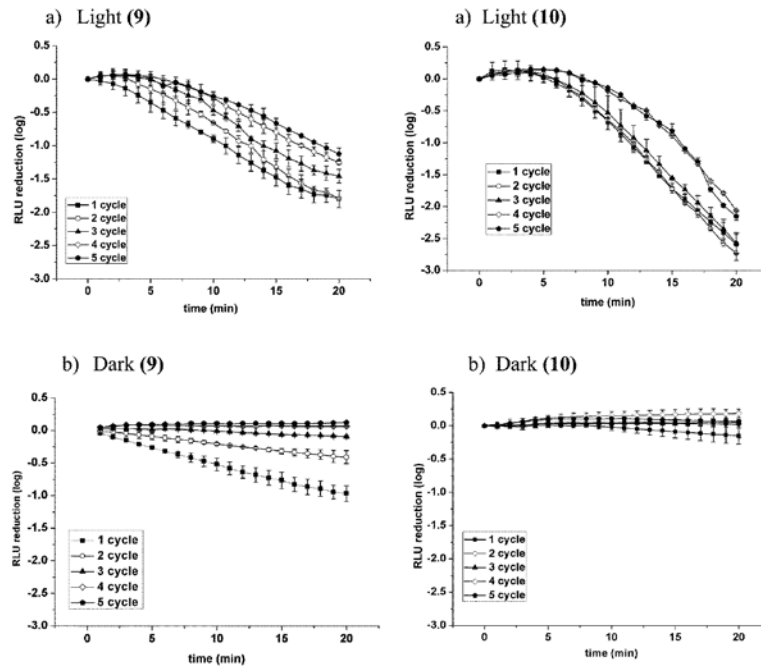 a) Light (9)
RLU reduction (log)
0.5
0.0
-0.5
-1.0
-1.5
-2.0
-2.5
-3.0
1 cycle
2 cycle
3 cycle
4 cycle
5 cycle
0 5 10 15 20
time (min)
a) Light (10)
RLU reduction (log)
0.5
0.0
-0.5
-1.0
-1.5
-2.0
-2.5
-3.0
1 cycle
2 cycle
3 cycle
4 cycle
5 cycle
0 5 10 15 20
time (min)
b) Dark (9)
RLU reduction (log)
0.5
0.0
-0.5
-1.0
-1.5
-2.0
-2.5
-3.0
1 cycle
2 cycle
3 cycle
4 cycle
5 cycle
0 5 10 15 20
time (min)
b) Dark (10)
RLU reduction (log)
0.5
0.0
-0.5
-1.0
-1.5
-2.0
-2.5
-3.0
1 cycle
2 cycle
3 cycle
4 cycle
5 cycle
0 5 10 15 20
time (min)